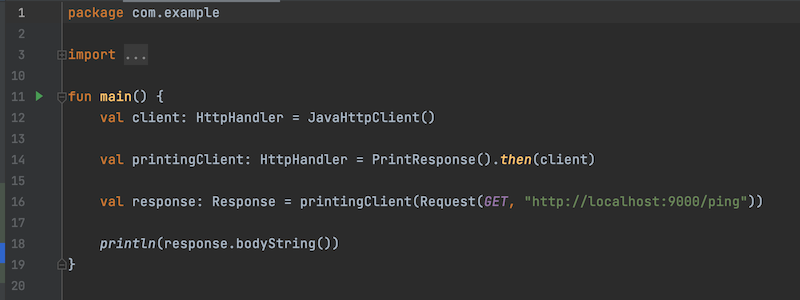 1 package com.example
2
3 import ...
10
11 fun main() {
12 val client: HttpHandler = JavaHttpClient()
13
14 val printingClient: HttpHandler = PrintResponse().then(client)
15
16 val response: Response = printingClient(Request(GET, "http://localhost:9000/ping"))
17
18 println(response.bodyString())
19 }
20